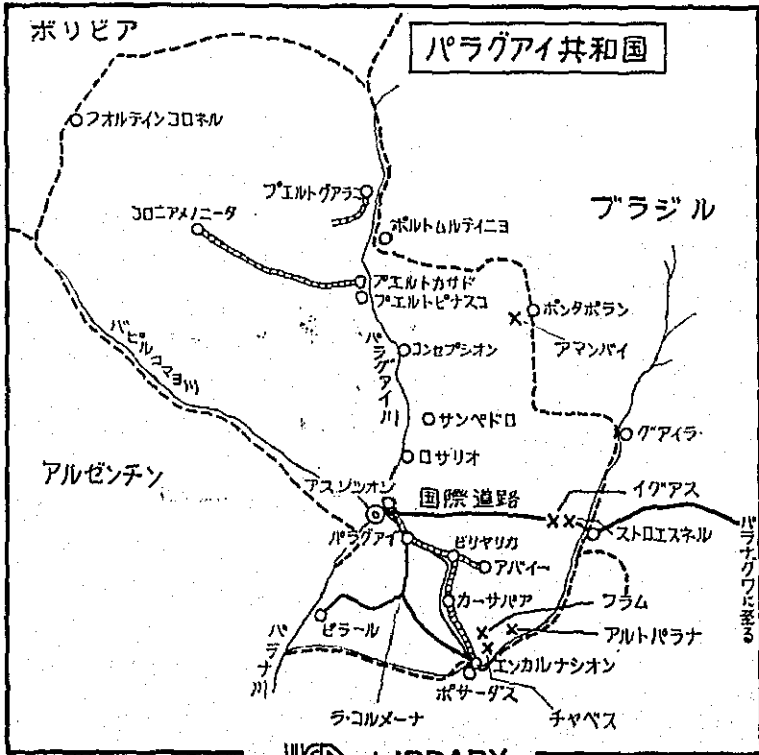 ボリビア
パラグアイ共和国
フオルテインコロネル
プエルトグアラニ
コロニアメノニータ
ブラジル
ポルトムルティニョ
プエルトカサド
プエルトピナスコ
ポンタポラン
アマンバイ
パラグアイ川
コンセプシオン
サンペドロ
グアイラ
ロサリオ
アルゼンチン
アスンツオン
国際道路
イグアス
ストロエスネル
パラグアイ
ビリヤリカ
アバイー
パラナグワに至る
カーサパア
フラム
アルトパラナ
ピラール
パラナ川
エンカルナシオン
ポサーダス
ラ・コルメーナ
チャベス
LIBRARY